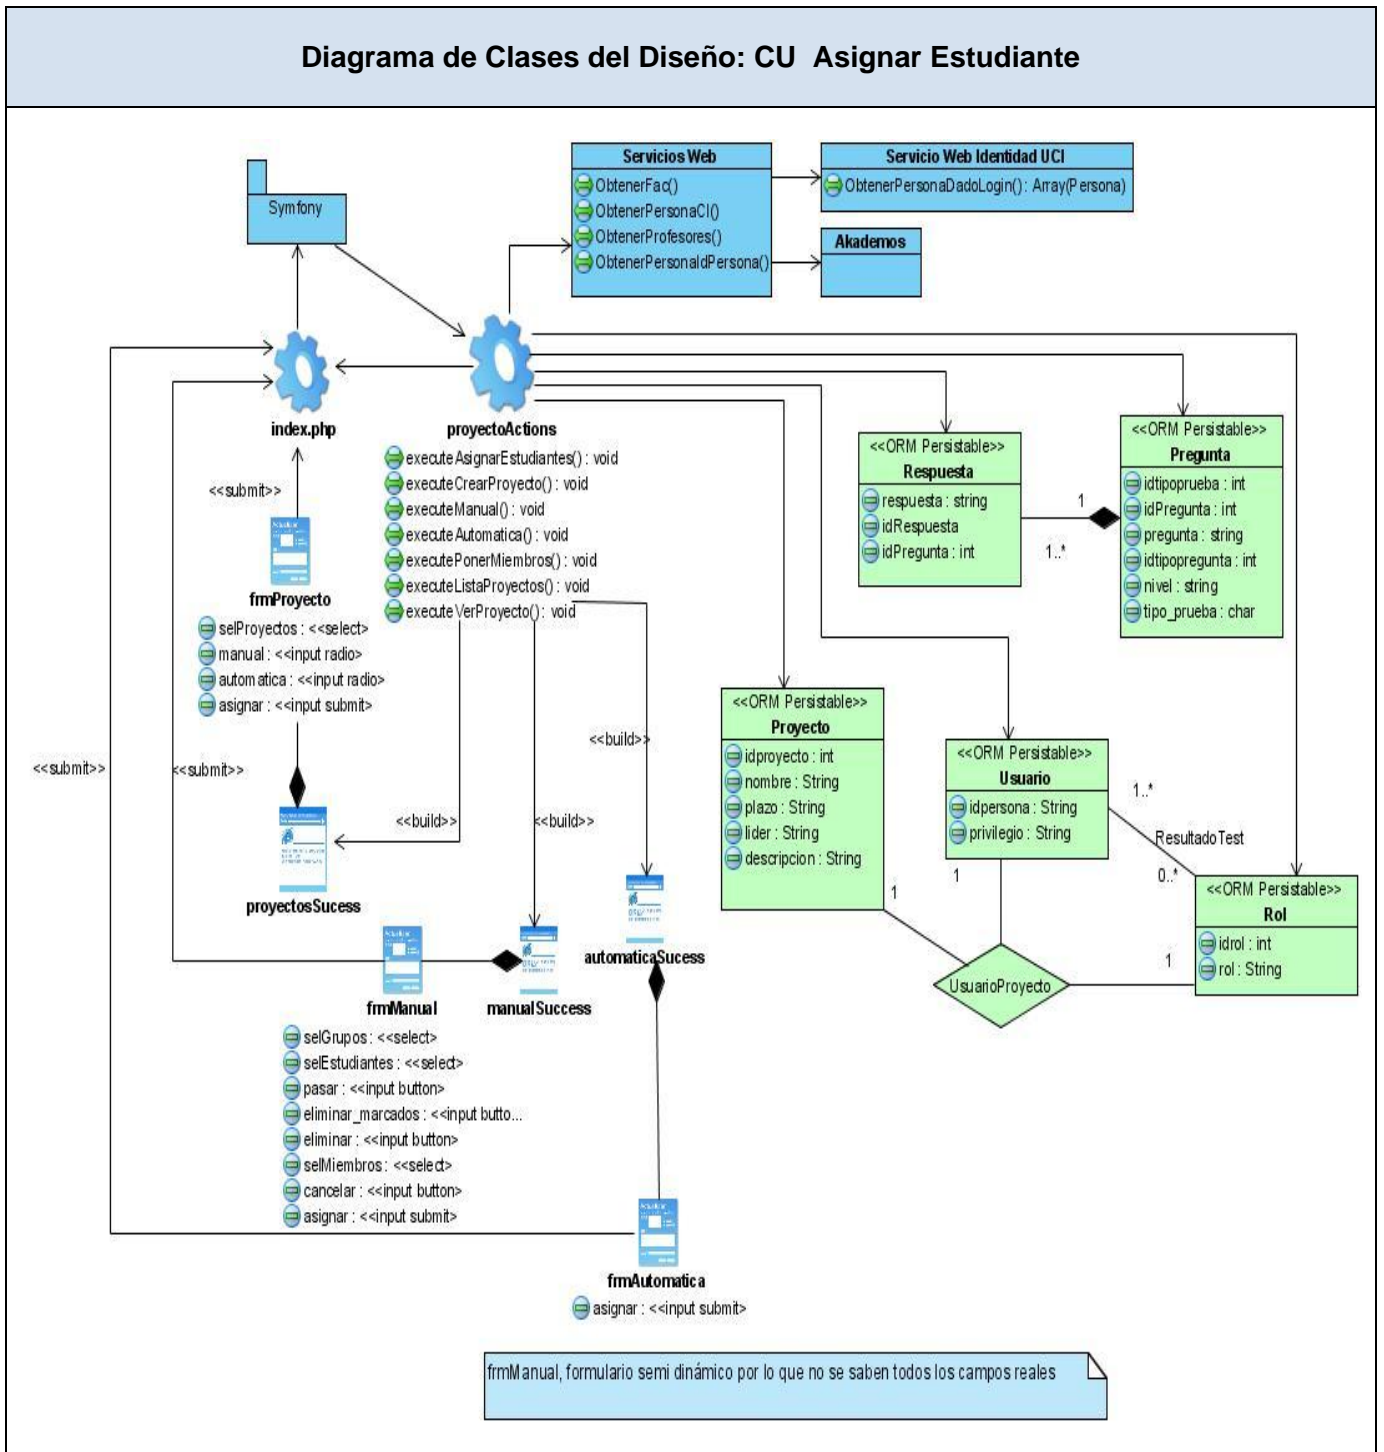 Diagrama de Clases del Diseño: CU  Asignar Estudiante
Servicios Web
ObtenerFac()
ObtenerPersonaCI()
ObtenerProfesores()
ObtenerPersonaIdPersona()
Servicio Web Identidad UCI
ObtenerPersonaDadoLogin() : Array(Persona)
Akademos
Symfony
index.php
proyectoActions
executeAsignarEstudiantes() : void
executeCrearProyecto() : void
executeManual() : void
executeAutomatica() : void
executePonerMiembros() : void
executeListaProyectos() : void
executeVerProyecto() : void
<<submit>>
frmProyecto
selProyectos : <<select>
manual : <<input radio>
automatica : <<input radio>
asignar : <<input submit>
<<ORM Persistable>>
Respuesta
respuesta : string
idRespuesta
idPregunta : int
1
1..*
<<ORM Persistable>>
Pregunta
idtipoprueba : int
idPregunta : int
pregunta : string
idtipopregunta : int
nivel : string
tipo_prueba : char
<<submit>>
<<submit>>
<<build>>
<<build>>
<<build>>
proyectosSucess
<<ORM Persistable>>
Proyecto
idproyecto : int
nombre : String
plazo : String
lider : String
descripcion : String
<<ORM Persistable>>
Usuario
idpersona : String
privilegio : String
1..*
ResultadoTest
0..*
<<ORM Persistable>>
Rol
idrol : int
rol : String
1
1
1
UsuarioProyecto
automaticaSucess
frmManual
manualSuccess
selGrupos : <<select>
selEstudiantes : <<select>
pasar : <<input button>
eliminar_marcados : <<input butto...
eliminar : <<input button>
selMiembros : <<select>
cancelar : <<input button>
asignar : <<input submit>
frmAutomatica
asignar : <<input submit>
frmManual, formulario semi dinámico por lo que no se saben todos los campos reales